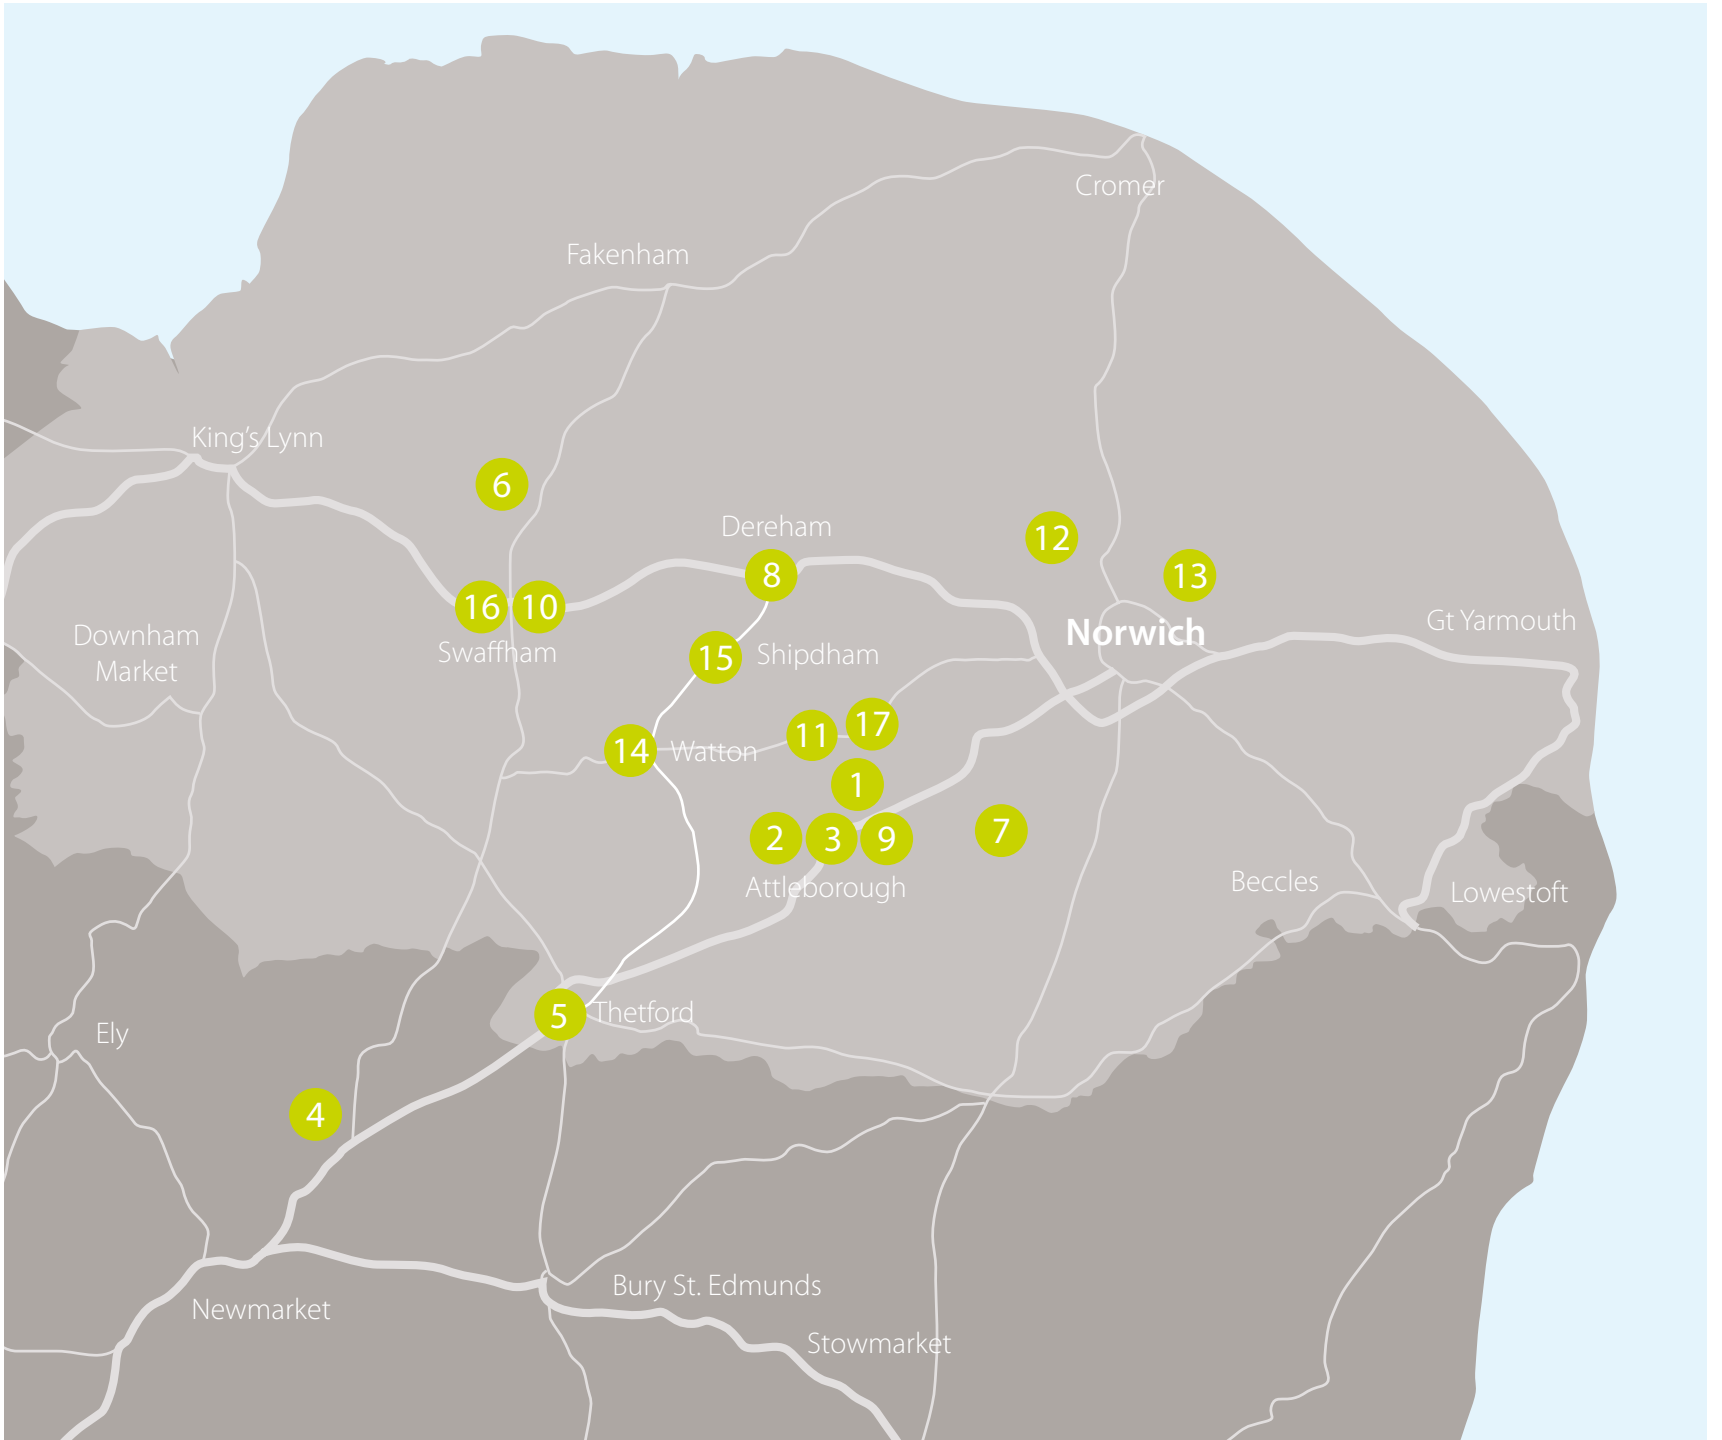 Cromer
Fakenham
King's Lynn
6
Dereham
12
8
13
16
10
Gt Yarmouth
Norwich
Downham
Market
Swaffham
15
Shipdham
17
11
14
Watton
1
2
3
9
7
Attleborough
Beccles
Lowestoft
5
Thetford
Ely
4
Bury St. Edmunds
Newmarket
Stowmarket